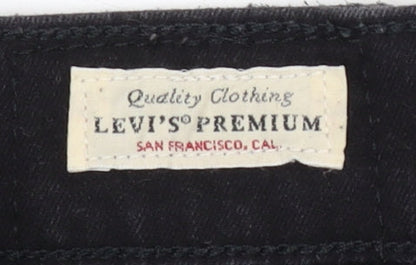 Quality Clothing
LEVI'S® PREMIUM
SAN FRANCISCO, CAL.